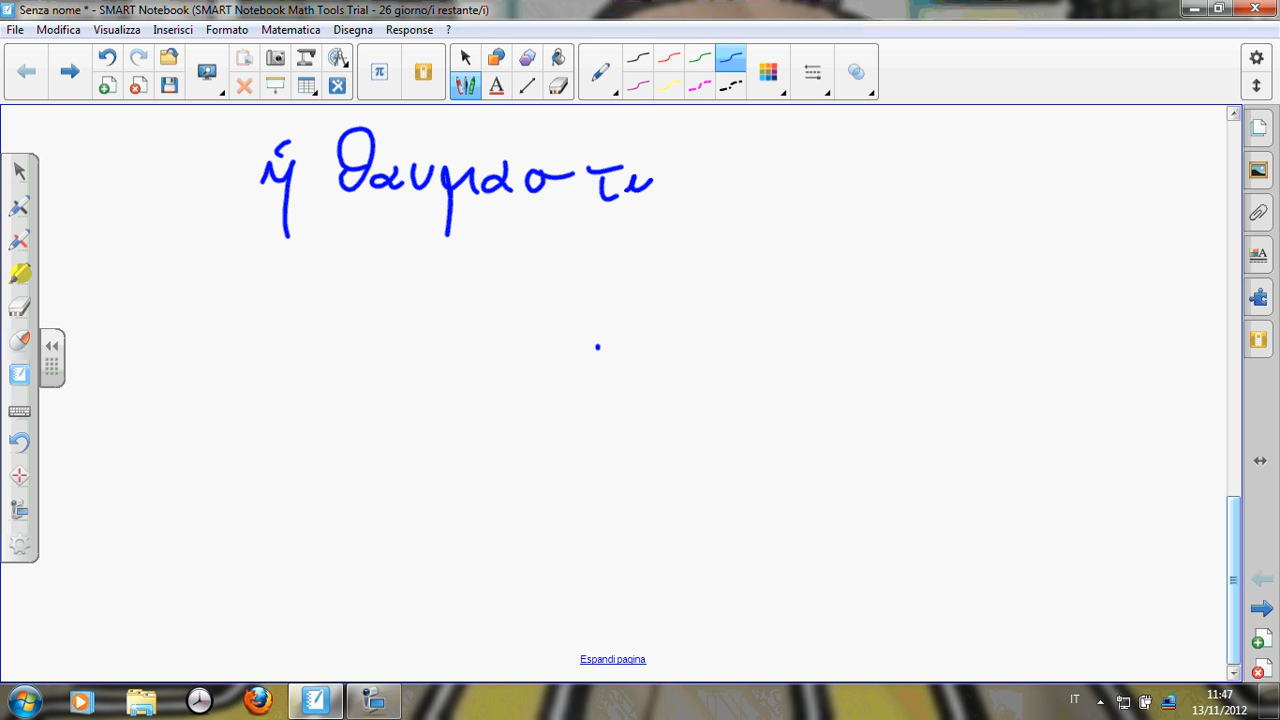 Senza nome * - SMART Notebook (SMART Notebook Math Tools Trial - 26 giorno/i restante/i)
File Modifica Visualizza Inserisci Formato Matematica Disegna Response ?
ἡ θαυμαστι
Espandi pagina
IT
11:47
13/11/2012